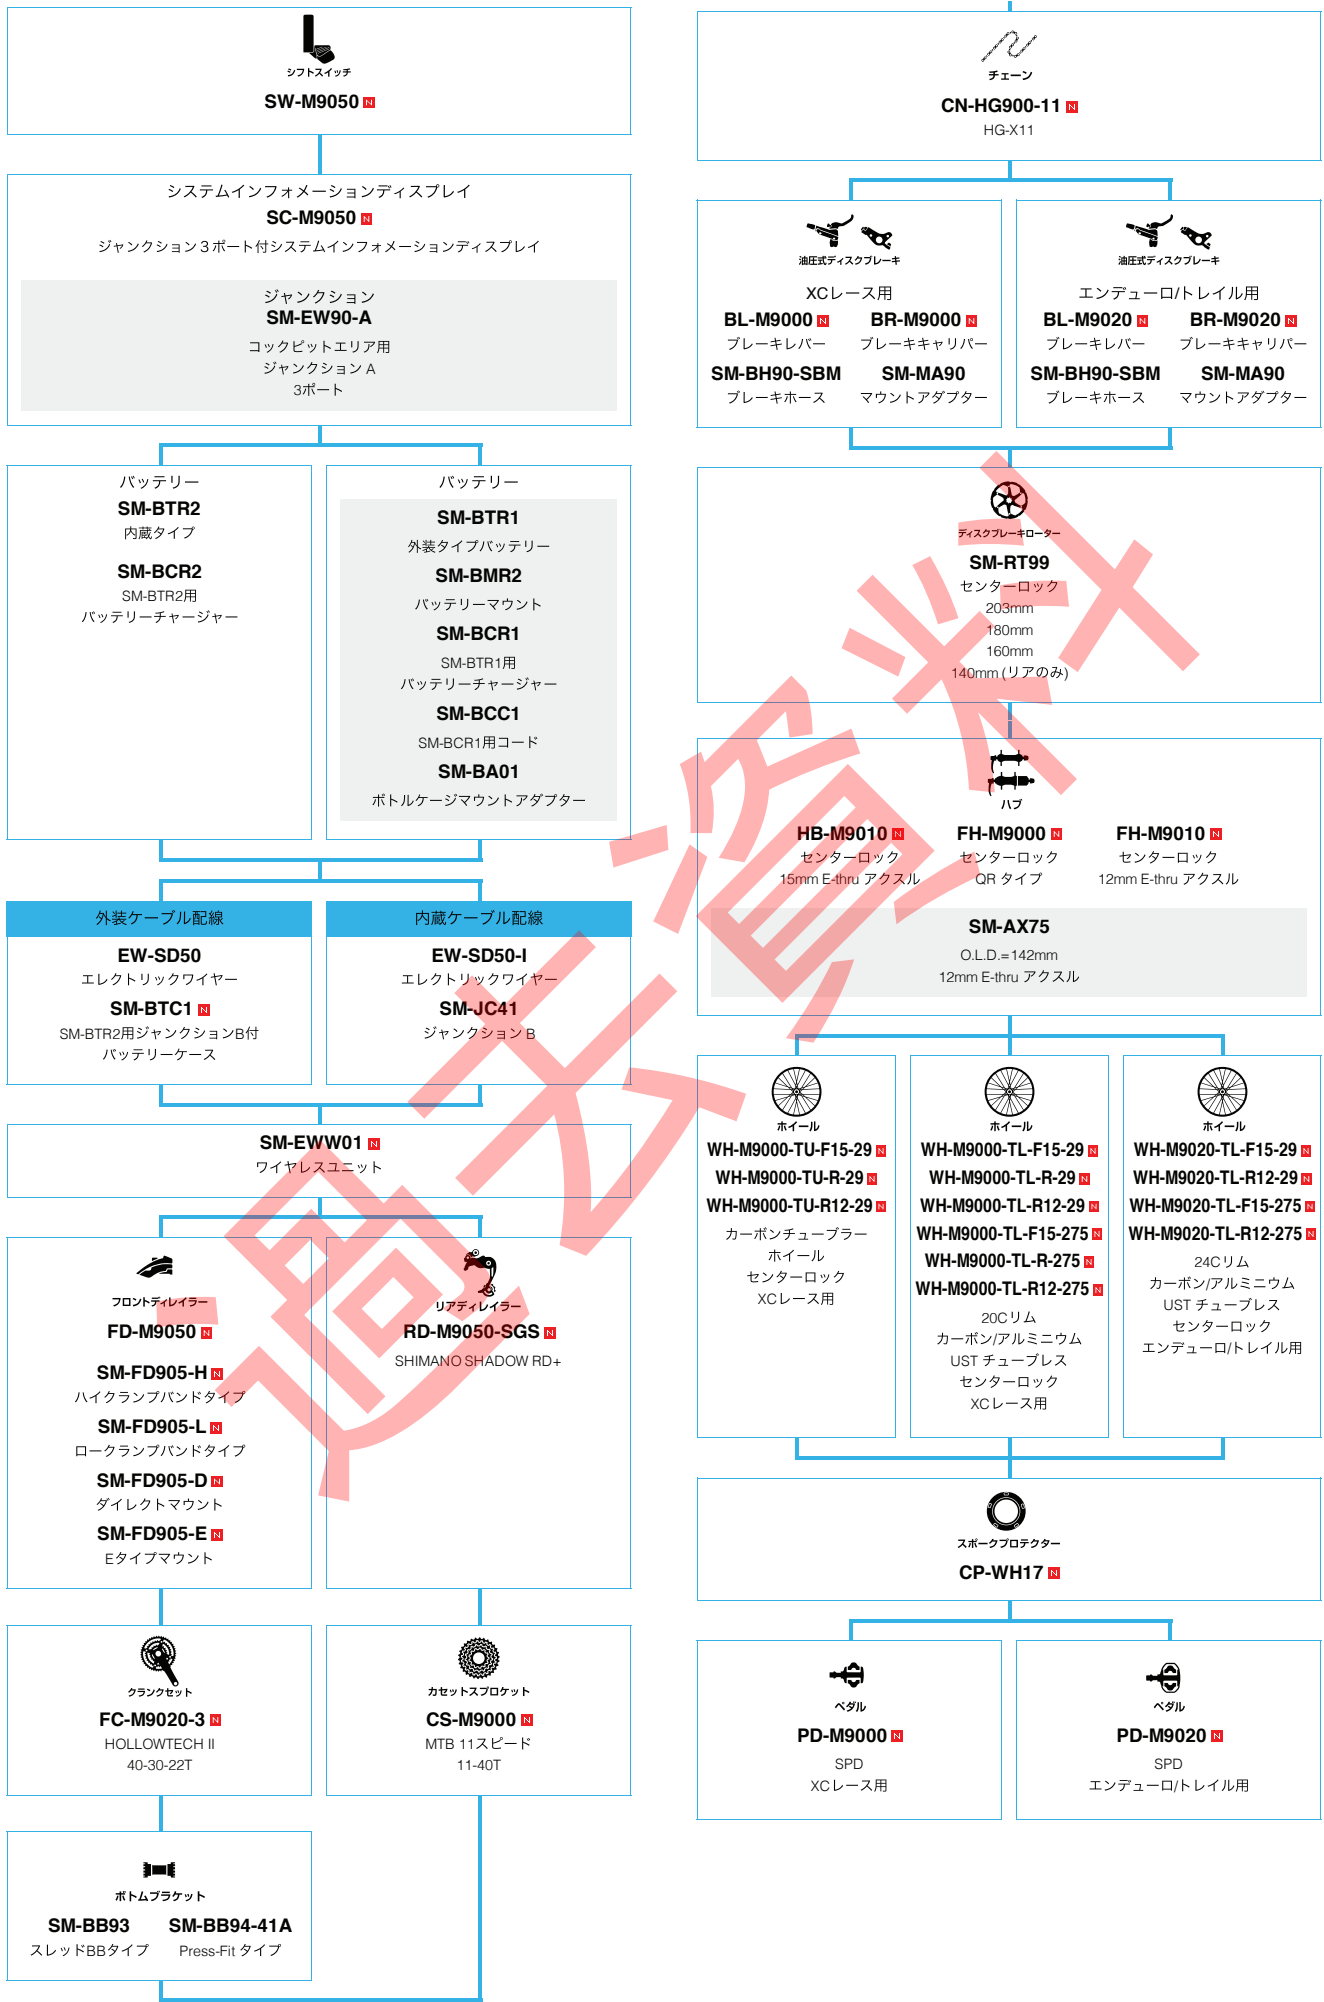 シフトスイッチ
SW-M9050 N
システムインフォメーションディスプレイ
SC-M9050 N
ジャンクション３ポート付システムインフォメーションディスプレイ
ジャンクション
SM-EW90-A
コックピットエリア用
ジャンクション A
3ポート
バッテリー
SM-BTR2
内蔵タイプ
SM-BCR2
SM-BTR2用
バッテリーチャージャー
バッテリー
SM-BTR1
外装タイプバッテリー
SM-BMR2
バッテリーマウント
SM-BCR1
SM-BTR1用
バッテリーチャージャー
SM-BCC1
SM-BCR1用コード
SM-BA01
ボトルケージマウントアダプター
外装ケーブル配線
EW-SD50
エレクトリックワイヤー
SM-BTC1 N
SM-BTR2用ジャンクションB付
バッテリーケース
内蔵ケーブル配線
EW-SD50-I
エレクトリックワイヤー
SM-JC41
ジャンクション B
SM-EWW01 N
ワイヤレスユニット
フロントディレイラー
FD-M9050 N
SM-FD905-H N
ハイクランプバンドタイプ
SM-FD905-L N
ロークランプバンドタイプ
SM-FD905-D N
ダイレクトマウント
SM-FD905-E N
Eタイプマウント
リアディレイラー
RD-M9050-SGS N
SHIMANO SHADOW RD+
クランクセット
FC-M9020-3 N
HOLLOWTECH II
40-30-22T
カセットスプロケット
CS-M9000 N
MTB 11スピード
11-40T
ボトムブラケット
SM-BB93 SM-BB94-41A
スレッドBBタイプ Press-Fit タイプ
チェーン
CN-HG900-11 N
HG-X11
油圧式ディスクブレーキ
XCレース用
BL-M9000 N BR-M9000 N
ブレーキレバー ブレーキキャリパー
SM-BH90-SBM SM-MA90
ブレーキホース マウントアダプター
油圧式ディスクブレーキ
エンデューロ/トレイル用
BL-M9020 N BR-M9020 N
ブレーキレバー ブレーキキャリパー
SM-BH90-SBM SM-MA90
ブレーキホース マウントアダプター
ディスクブレーキローター
SM-RT99
センターロック
203mm
180mm
160mm
140mm (リアのみ)
ハブ
HB-M9010 N FH-M9000 N FH-M9010 N
センターロック センターロック センターロック
15mm E-thru アクスル QR タイプ 12mm E-thru アクスル
SM-AX75
O.L.D.=142mm
12mm E-thru アクスル
ホイール
WH-M9000-TU-F15-29 N
WH-M9000-TU-R-29 N
WH-M9000-TU-R12-29 N
カーボンチューブラー
ホイール
センターロック
XCレース用
ホイール
WH-M9000-TL-F15-29 N
WH-M9000-TL-R-29 N
WH-M9000-TL-R12-29 N
WH-M9000-TL-F15-275 N
WH-M9000-TL-R-275 N
WH-M9000-TL-R12-275 N
20Cリム
カーボン/アルミニウム
UST チューブレス
センターロック
XCレース用
ホイール
WH-M9020-TL-F15-29 N
WH-M9020-TL-R12-29 N
WH-M9020-TL-F15-275 N
WH-M9020-TL-R12-275 N
24Cリム
カーボン/アルミニウム
UST チューブレス
センターロック
エンデューロ/トレイル用
スポークプロテクター
CP-WH17 N
ペダル
PD-M9000 N
SPD
XCレース用
ペダル
PD-M9020 N
SPD
エンデューロ/トレイル用
過去資料